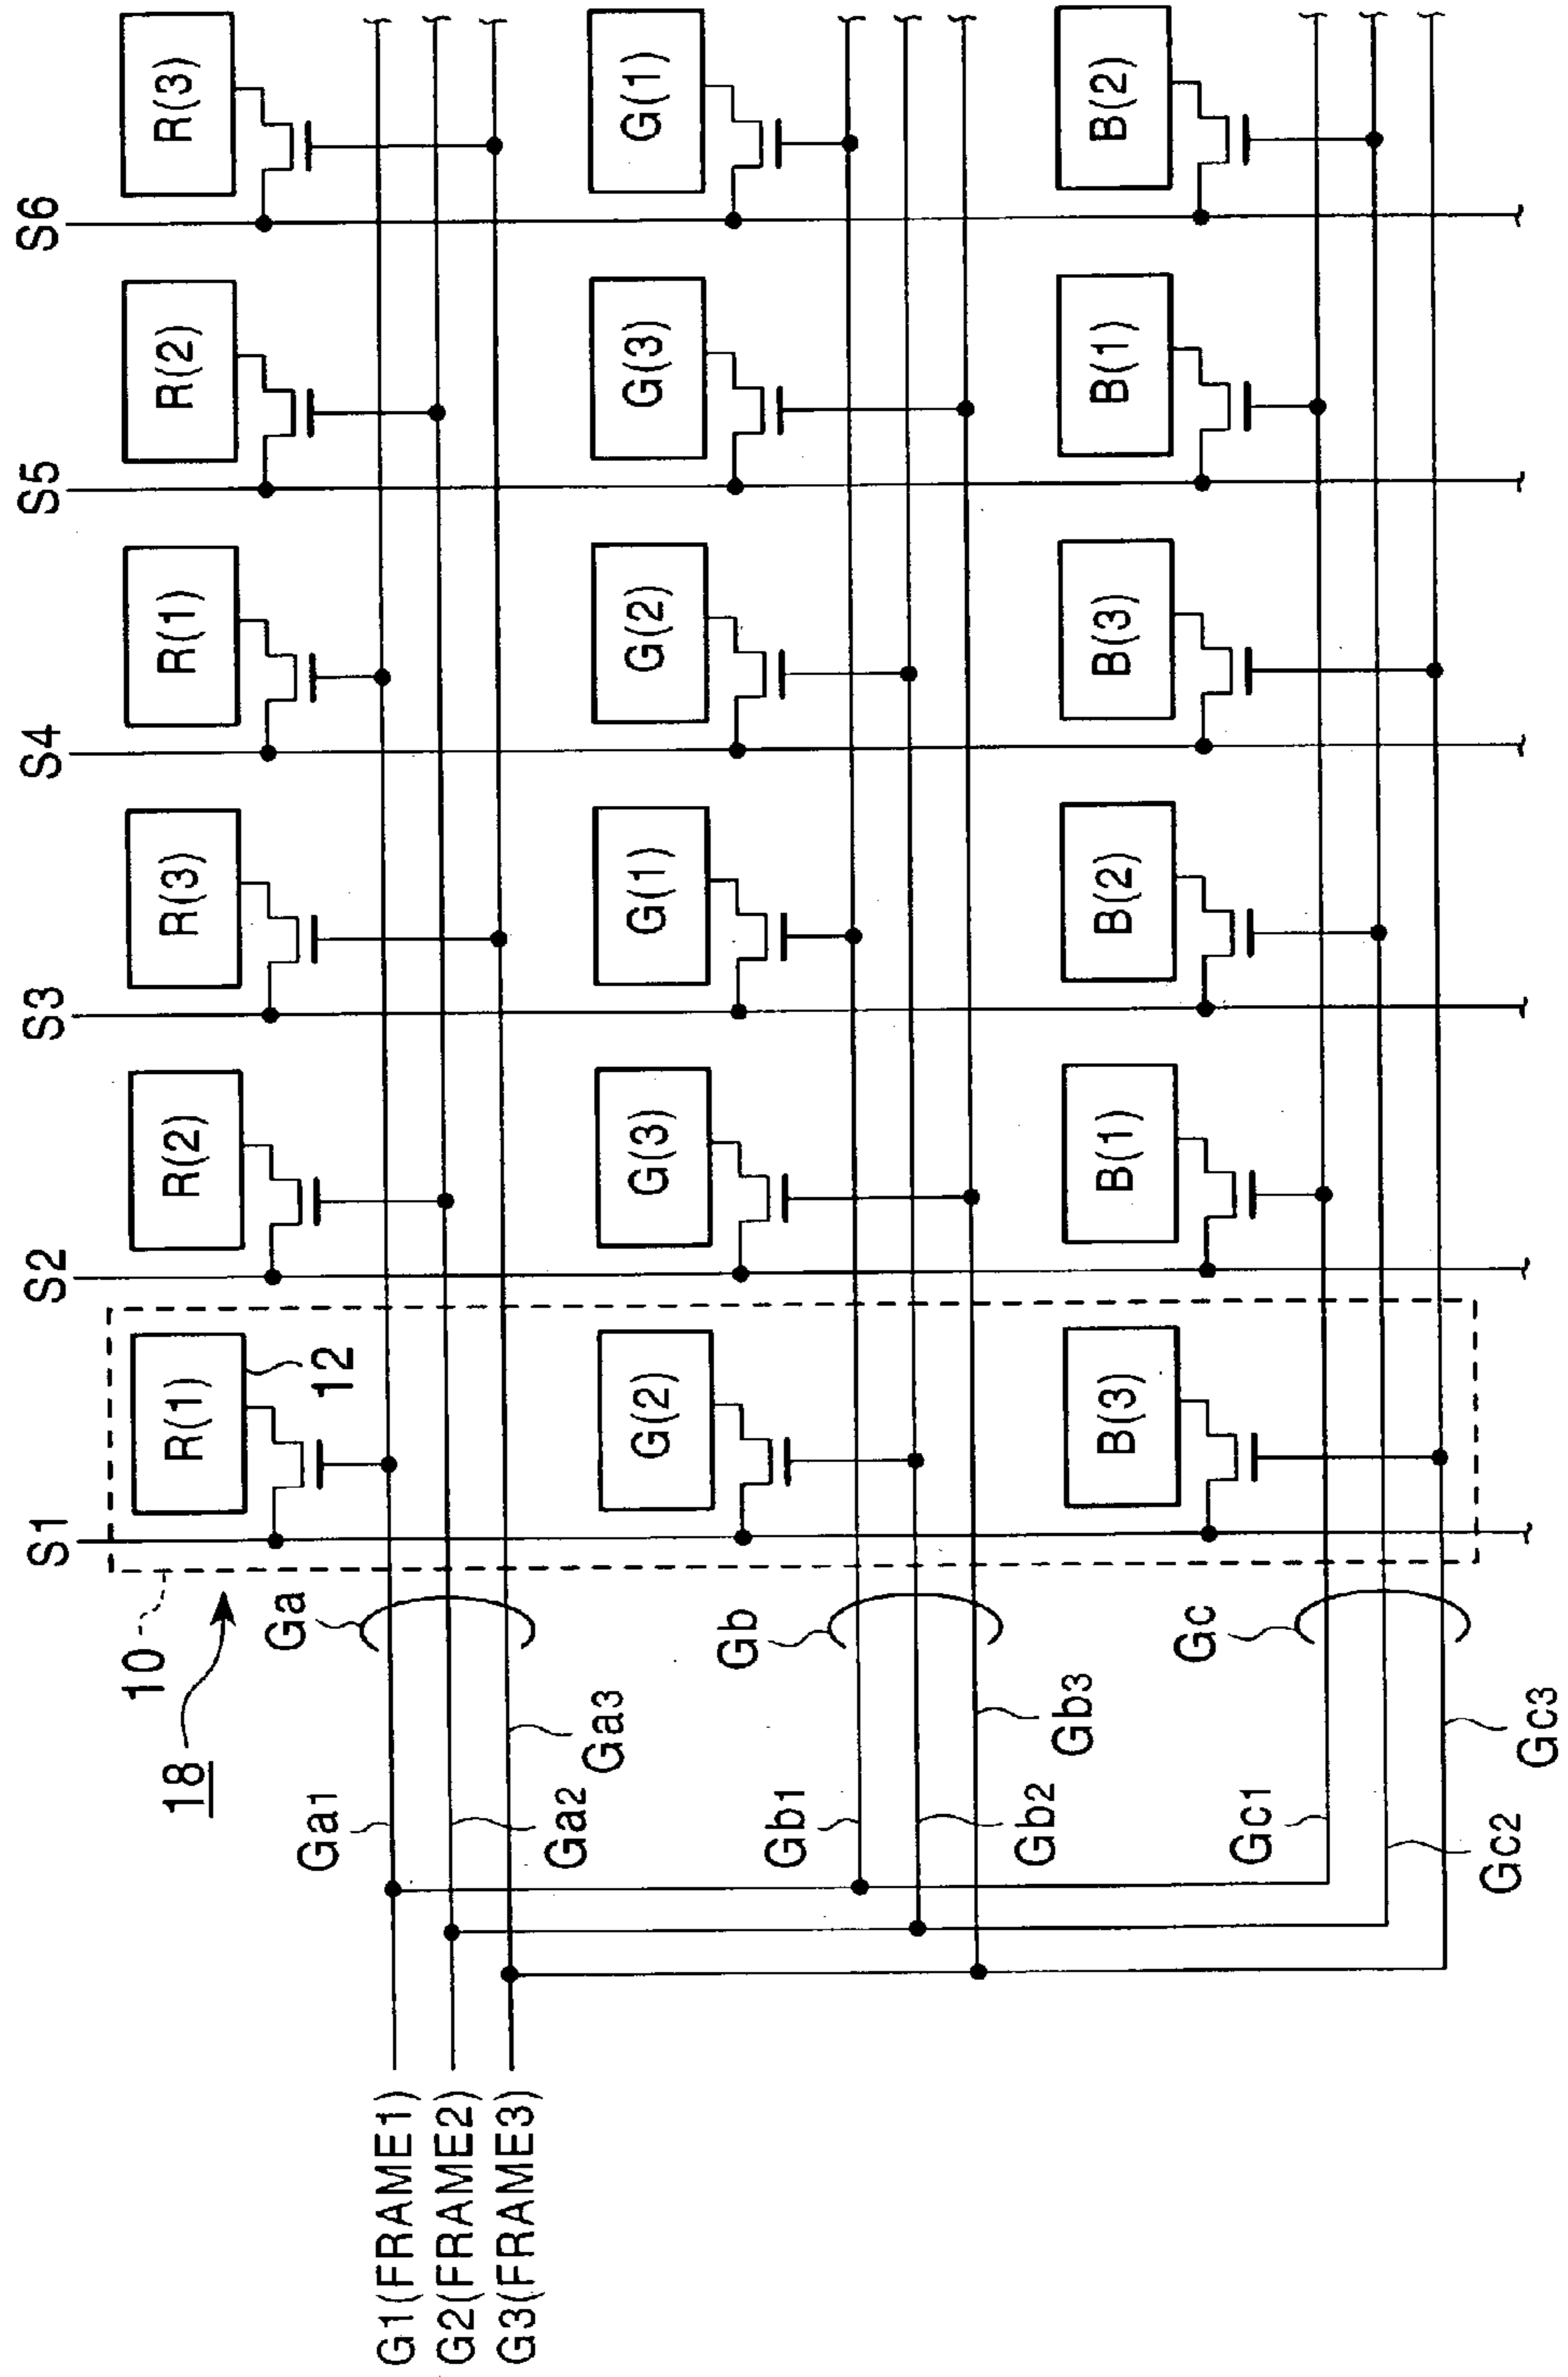 S1 S2 S3 S4 S5 S6
R(1) R(2) R(3) R(1) R(2) R(3)
12
10
18
Ga
Ga1
Ga2
Ga3
G1(FRAME1)
G2(FRAME2)
G3(FRAME3)
G(2) G(3) G(1) G(2) G(3) G(1)
Gb
Gb1
Gb2
Gb3
B(3) B(1) B(2) B(3) B(1) B(2)
Gc
Gc1
Gc2
Gc3